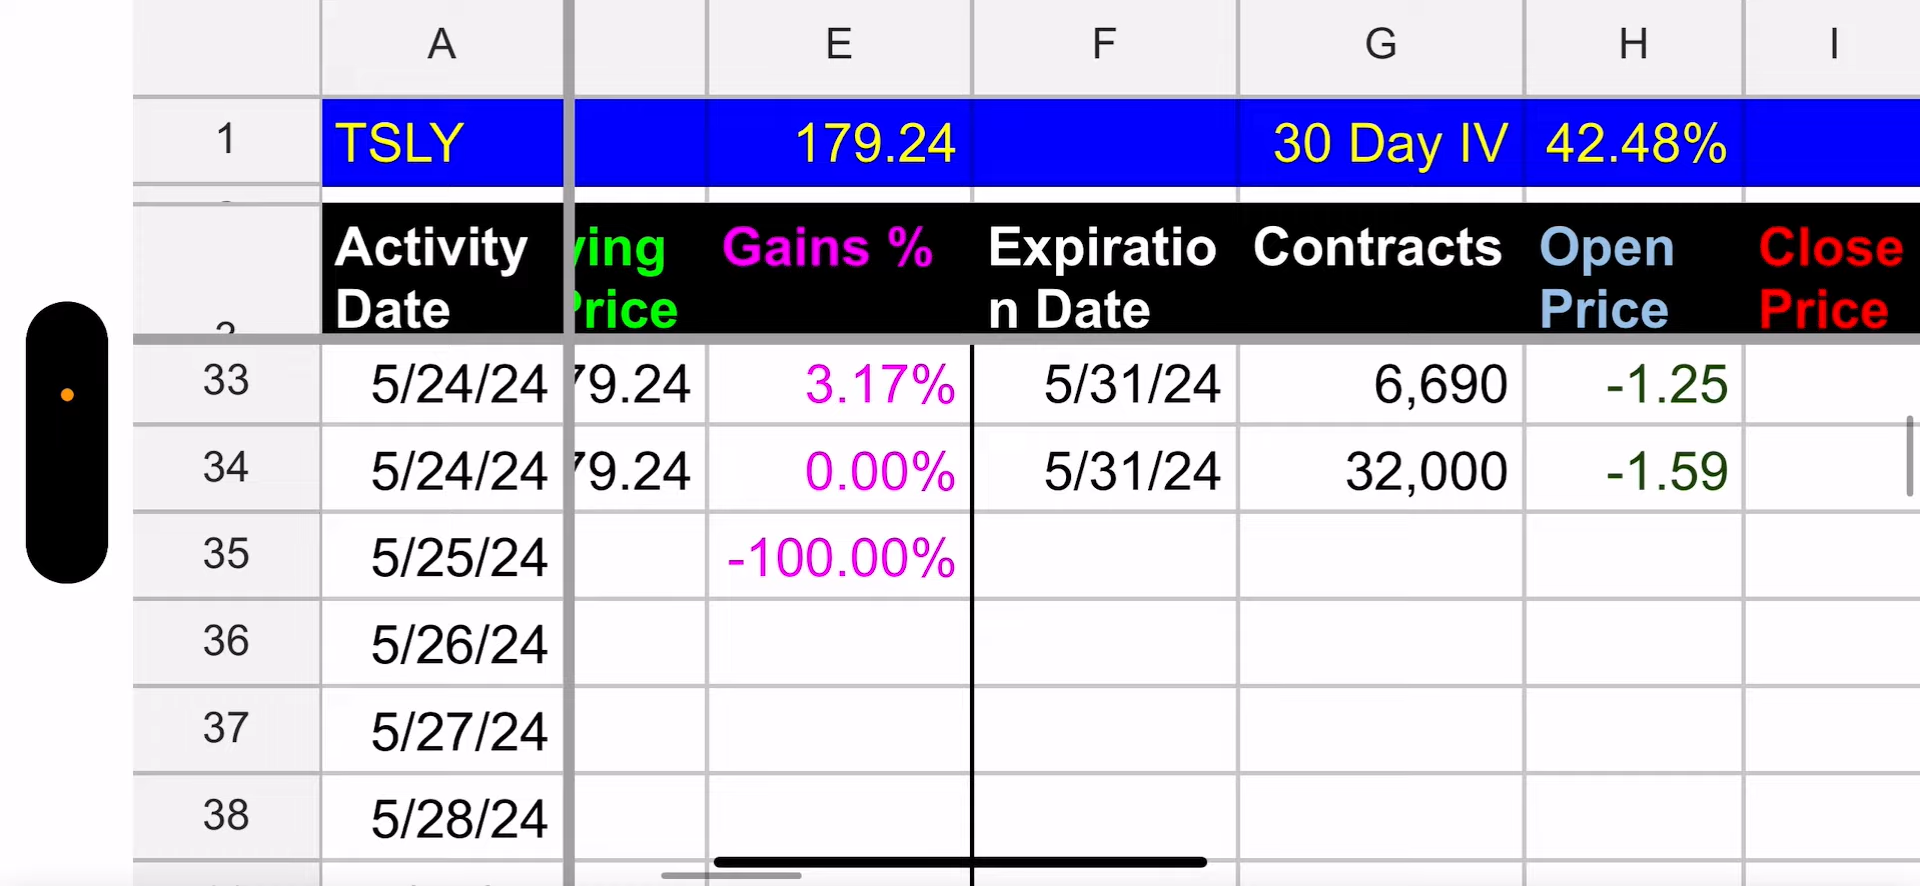 A E F G H I
1 TSLY 179.24 30 Day IV 42.48%
Activity ying Gains % Expiratio Contracts Open Close
Date Price n Date Price Price
33 5/24/24 79.24 3.17% 5/31/24 6,690 -1.25
34 5/24/24 79.24 0.00% 5/31/24 32,000 -1.59
35 5/25/24 -100.00%
36 5/26/24
37 5/27/24
38 5/28/24